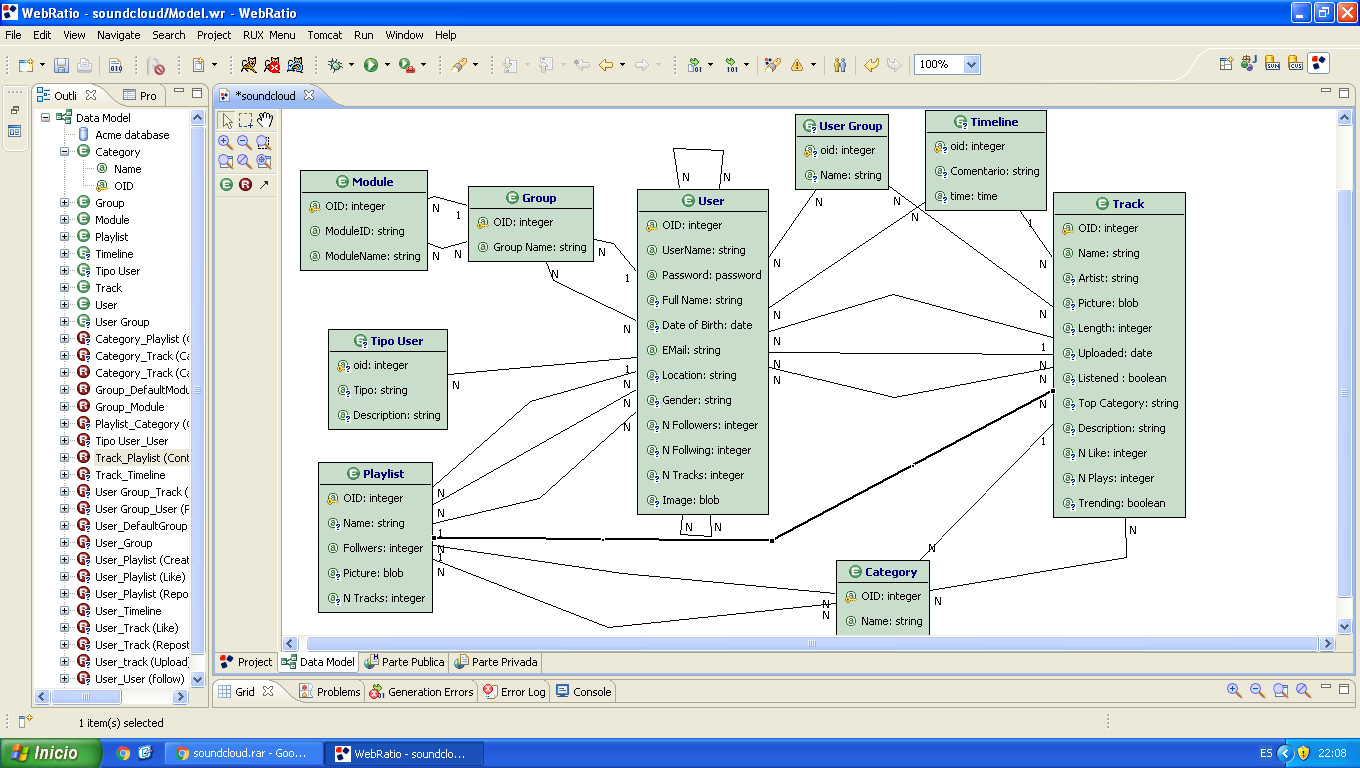 WebRatio - soundcloud/Model.wr - WebRatio
File Edit View Navigate Search Project RUX Menu Tomcat Run Window Help
100%
Outli
Pro
Data Model
Acme database
Category
Name
OID
Group
Module
Playlist
Timeline
Tipo User
Track
User
User Group
Category_Playlist (
Category_Track (Ca
Category_Track (Ca
Group_DefaultModu
Group_Module
Playlist_Category (
Tipo User_User
Track_Playlist (Cont
Track_Timeline
User Group_Track (
User Group_User (F
User_DefaultGroup
User_Group
User_Playlist (Creat
User_Playlist (Like)
User_Playlist (Repo
User_Timeline
User_Track (Like)
User_Track (Repost
User_track (Upload)
User_User (follow)
*soundcloud
Module
OID: integer
ModuleID: string
ModuleName: string
Group
OID: integer
Group Name: string
Tipo User
oid: integer
Tipo: string
Description: string
Playlist
OID: integer
Name: string
Follwers: integer
Picture: blob
N Tracks: integer
User
OID: integer
UserName: string
Password: password
Full Name: string
Date of Birth: date
EMail: string
Location: string
Gender: string
N Followers: integer
N Follwing: integer
N Tracks: integer
Image: blob
User Group
oid: integer
Name: string
Timeline
oid: integer
Comentario: string
time: time
Track
OID: integer
Name: string
Artist: string
Picture: blob
Length: integer
Uploaded: date
Listened : boolean
Top Category: string
Description: string
N Like: integer
N Plays: integer
Trending: boolean
Category
OID: integer
Name: string
N N
N 1
N N
N 1
N N
N 1
N N N
N N N 1 N 1 N
N N N N N N
N N N 1 N 1 N N N 1
N N
N N N N
Project Data Model Parte Publica Parte Privada
Grid Problems Generation Errors Error Log Console
1 item(s) selected
Inicio
soundcloud.rar - Goo...
WebRatio - soundclo...
ES
22:08